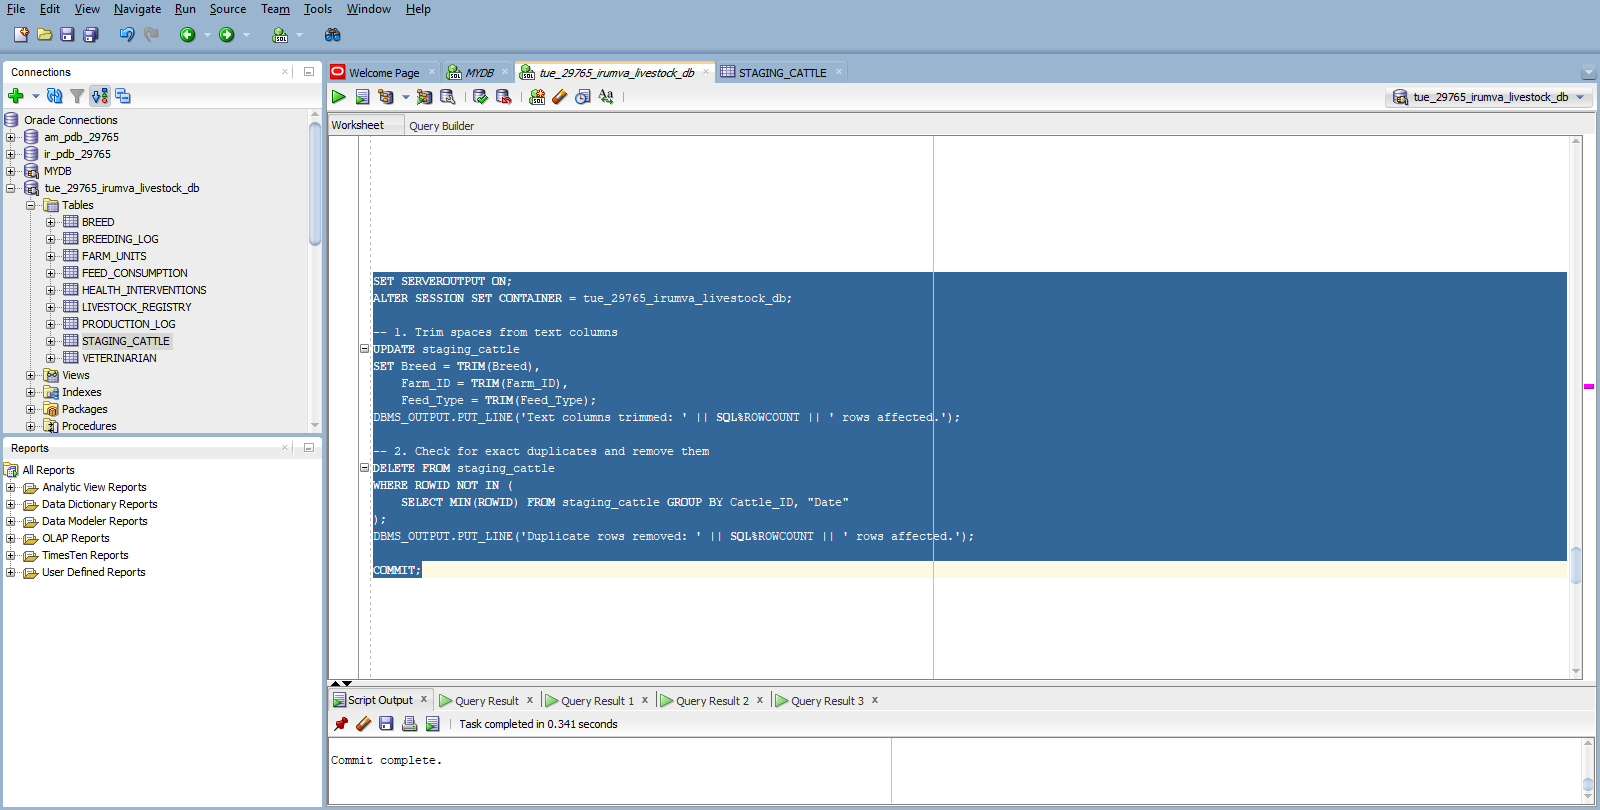 File Edit View Navigate Run Source Team Tools Window Help
Connections
Oracle Connections
am_pdb_29765
ir_pdb_29765
MYDB
tue_29765_irumva_livestock_db
Tables
BREED
BREEDING_LOG
FARM_UNITS
FEED_CONSUMPTION
HEALTH_INTERVENTIONS
LIVESTOCK_REGISTRY
PRODUCTION_LOG
STAGING_CATTLE
VETERINARIAN
Views
Indexes
Packages
Procedures
Reports
All Reports
Analytic View Reports
Data Dictionary Reports
Data Modeler Reports
OLAP Reports
TimesTen Reports
User Defined Reports
Welcome Page MYDB tue_29765_irumva_livestock_db STAGING_CATTLE
tue_29765_irumva_livestock_db
Worksheet Query Builder
SET SERVEROUTPUT ON;
ALTER SESSION SET CONTAINER = tue_29765_irumva_livestock_db;
-- 1. Trim spaces from text columns
UPDATE staging_cattle
SET Breed = TRIM(Breed),
Farm_ID = TRIM(Farm_ID),
Feed_Type = TRIM(Feed_Type);
DBMS_OUTPUT.PUT_LINE('Text columns trimmed: ' || SQL%ROWCOUNT || ' rows affected.');
-- 2. Check for exact duplicates and remove them
DELETE FROM staging_cattle
WHERE ROWID NOT IN (
SELECT MIN(ROWID) FROM staging_cattle GROUP BY Cattle_ID, "Date"
);
DBMS_OUTPUT.PUT_LINE('Duplicate rows removed: ' || SQL%ROWCOUNT || ' rows affected.');
COMMIT;
Script Output Query Result Query Result 1 Query Result 2 Query Result 3
Task completed in 0.341 seconds
Commit complete.